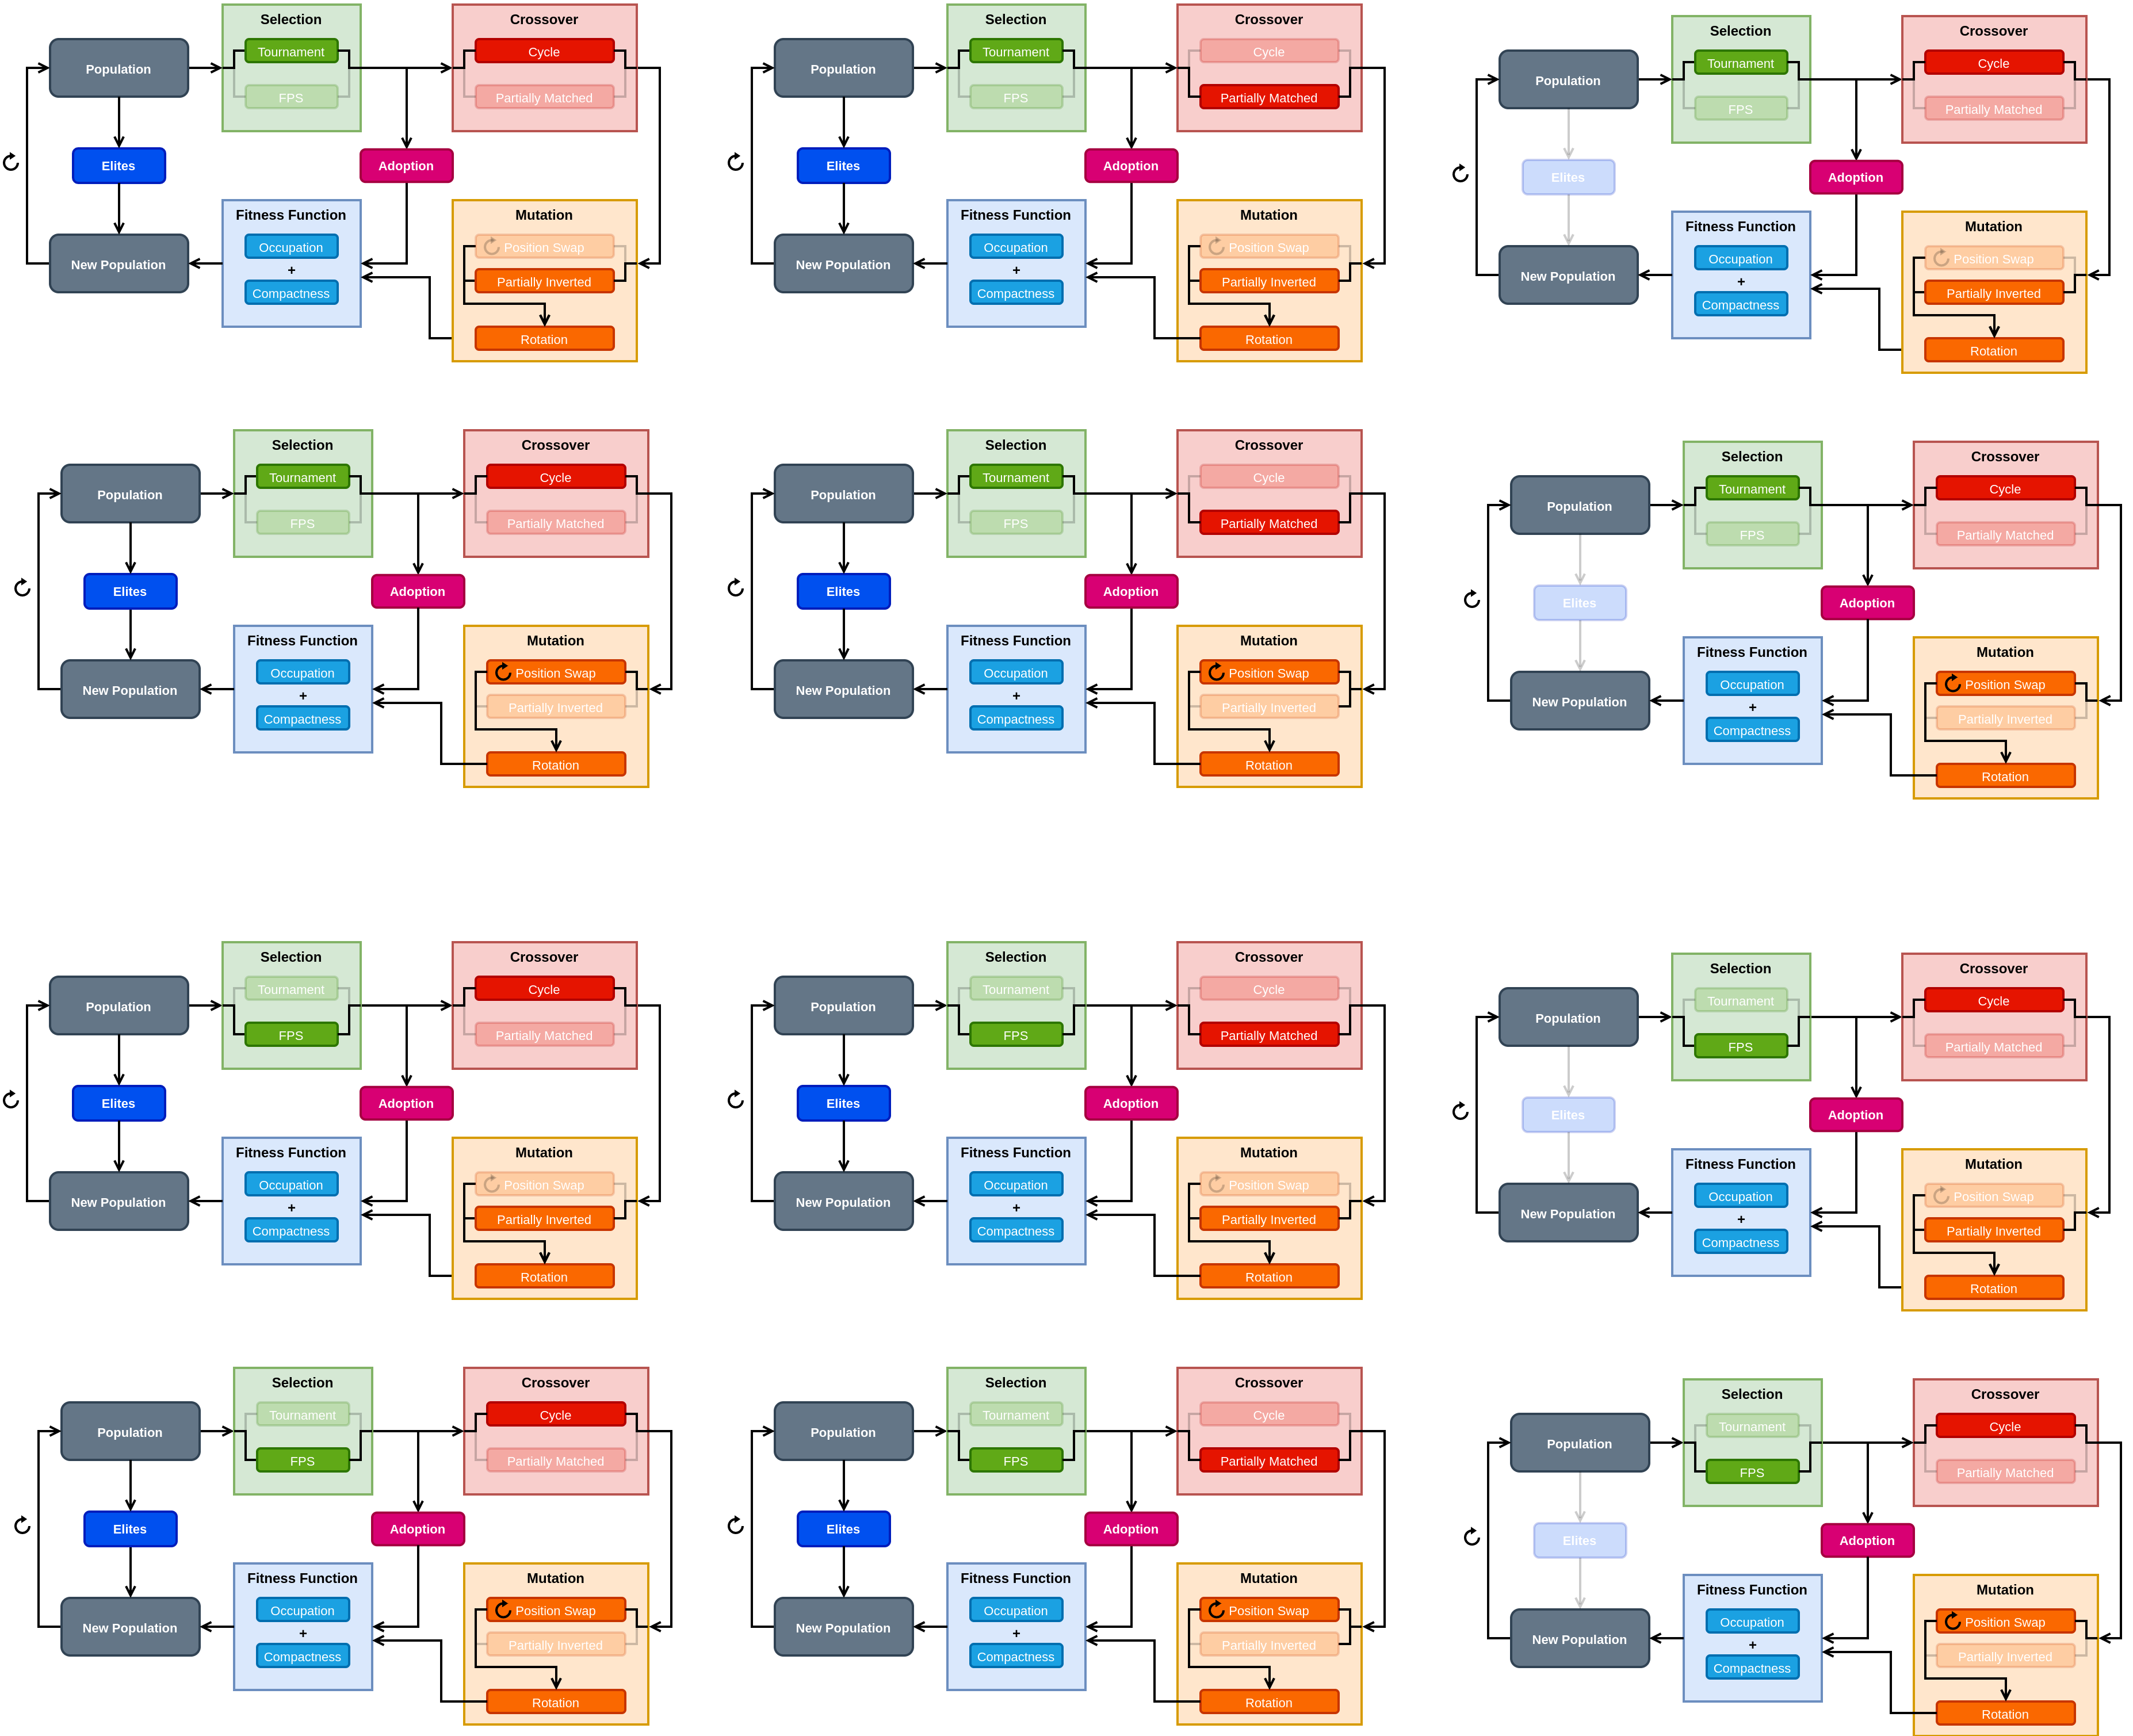 Selection
Crossover
Tournament
Cycle
Population
FPS
Partially Matched
Elites
Adoption
Fitness Function
Mutation
Occupation
Position Swap
New Population
+
Partially Inverted
Compactness
Rotation
Selection
Crossover
Tournament
Cycle
Population
FPS
Partially Matched
Elites
Adoption
Fitness Function
Mutation
Occupation
Position Swap
New Population
+
Partially Inverted
Compactness
Rotation
Selection
Crossover
Tournament
Cycle
Population
FPS
Partially Matched
Elites
Adoption
Fitness Function
Mutation
Occupation
Position Swap
New Population
+
Partially Inverted
Compactness
Rotation
Selection
Crossover
Tournament
Cycle
Population
FPS
Partially Matched
Elites
Adoption
Fitness Function
Mutation
Occupation
Position Swap
New Population
+
Partially Inverted
Compactness
Rotation
Selection
Crossover
Tournament
Cycle
Population
FPS
Partially Matched
Elites
Adoption
Fitness Function
Mutation
Occupation
Position Swap
New Population
+
Partially Inverted
Compactness
Rotation
Selection
Crossover
Tournament
Cycle
Population
FPS
Partially Matched
Elites
Adoption
Fitness Function
Mutation
Occupation
Position Swap
New Population
+
Partially Inverted
Compactness
Rotation
Selection
Crossover
Tournament
Cycle
Population
FPS
Partially Matched
Elites
Adoption
Fitness Function
Mutation
Occupation
Position Swap
New Population
+
Partially Inverted
Compactness
Rotation
Selection
Crossover
Tournament
Cycle
Population
FPS
Partially Matched
Elites
Adoption
Fitness Function
Mutation
Occupation
Position Swap
New Population
+
Partially Inverted
Compactness
Rotation
Selection
Crossover
Tournament
Cycle
Population
FPS
Partially Matched
Elites
Adoption
Fitness Function
Mutation
Occupation
Position Swap
New Population
+
Partially Inverted
Compactness
Rotation
Selection
Crossover
Tournament
Cycle
Population
FPS
Partially Matched
Elites
Adoption
Fitness Function
Mutation
Occupation
Position Swap
New Population
+
Partially Inverted
Compactness
Rotation
Selection
Crossover
Tournament
Cycle
Population
FPS
Partially Matched
Elites
Adoption
Fitness Function
Mutation
Occupation
Position Swap
New Population
+
Partially Inverted
Compactness
Rotation
Selection
Crossover
Tournament
Cycle
Population
FPS
Partially Matched
Elites
Adoption
Fitness Function
Mutation
Occupation
Position Swap
New Population
+
Partially Inverted
Compactness
Rotation